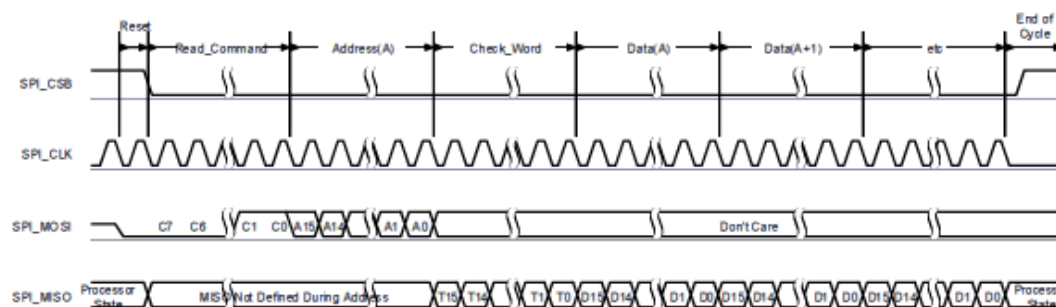 Reset
End of
Cycle
Read_Command Address(A) Check_Word Data(A) Data(A+1) etc
SPI_CSB
SPI_CLK
SPI_MOSI C7 C6 C1 C0 A15 A14 A1 A0 Don't Care
SPI_MISO Processor State MISO Not Defined During Address T15 T14 T1 T0 D15 D14 D1 D0 D15 D14 D1 D0 D15 D14 D1 D0